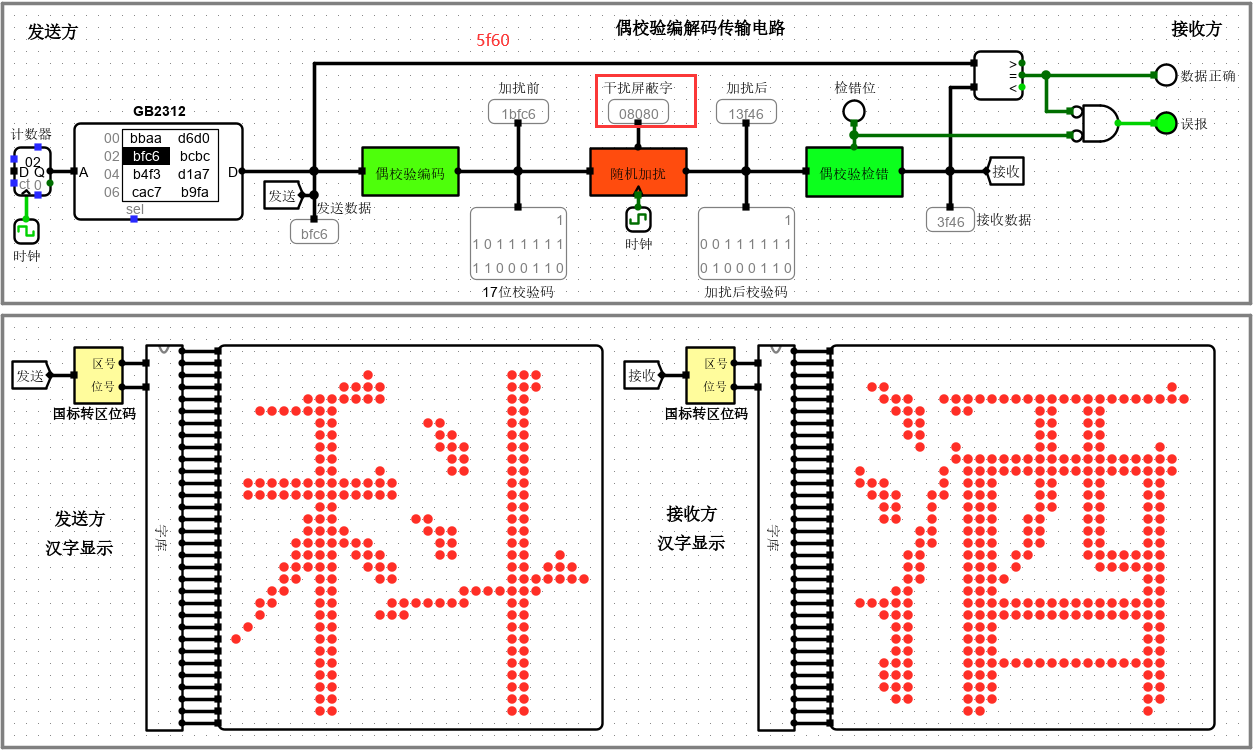 发送方
5f60
偶校验编解码传输电路
接收方
加扰前
1bfc6
干扰屏蔽字
08080
加扰后
13f46
检错位
>
=
<
数据正确
误报
GB2312
计数器
02
D Q
ct 0
A
00 bbaa d6d0
02 bfc6 bcbc
04 b4f3 d1a7
06 cac7 b9fa
D
sel
时钟
发送
发送数据
bfc6
偶校验编码
随机加扰
偶校验检错
接收
时钟
3f46
接收数据
1
1 0 1 1 1 1 1 1
1 1 0 0 0 1 1 0
17位校验码
1
0 0 1 1 1 1 1 1
0 1 0 0 0 1 1 0
加扰后校验码
发送
区号
位号
国标转区位码
发送方
汉字显示
字库
科
接收
区号
位号
国标转区位码
接收方
汉字显示
字库
酒